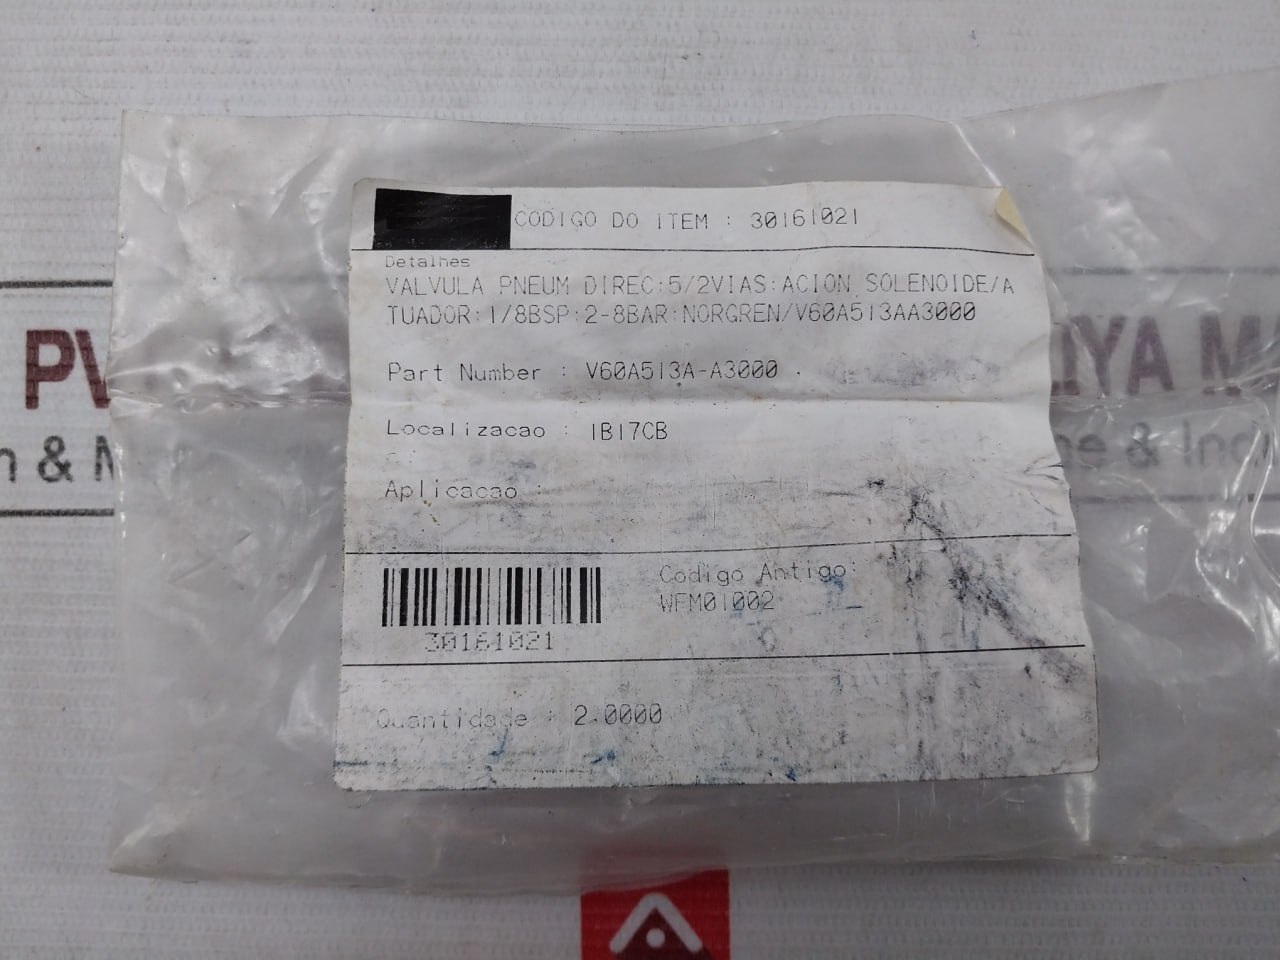 CODIGO DO ITEM : 30161021
Detalhes
VALVULA PNEUM DIREC:5/2VIAS:ACION SOLENOIDE/A
TUADOR:1/8BSP:2-8BAR:NORGREN/V60A513AA3000
Part Number : V60A513A-A3000
Localizacao : 1B17CB
Aplicacao :
Codigo Antigo:
WFM01002
30161021
Quantidade : 2.0000